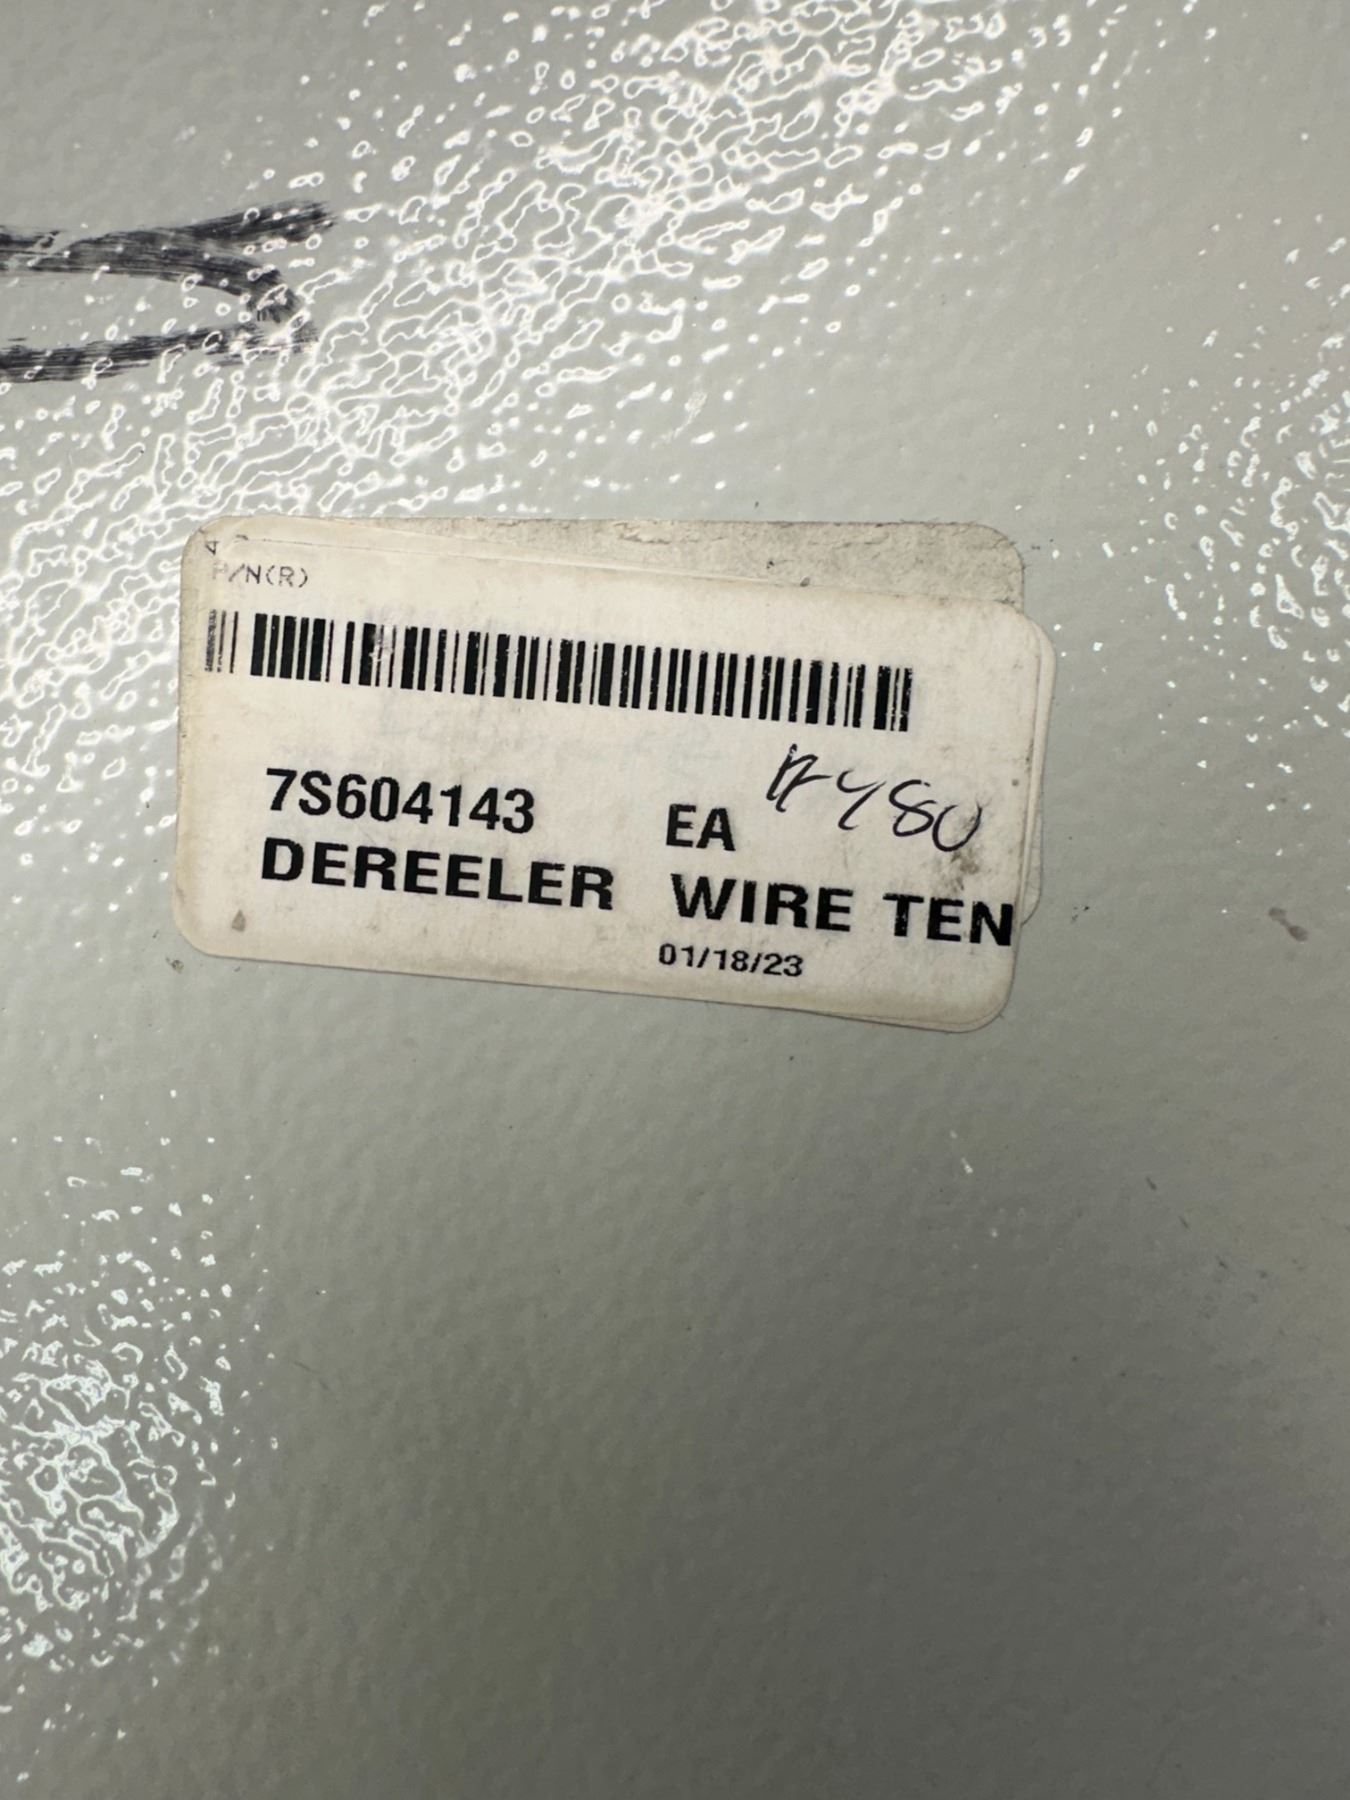 P/N(R)
7S604143 EA
DEREELER WIRE TEN
01/18/23